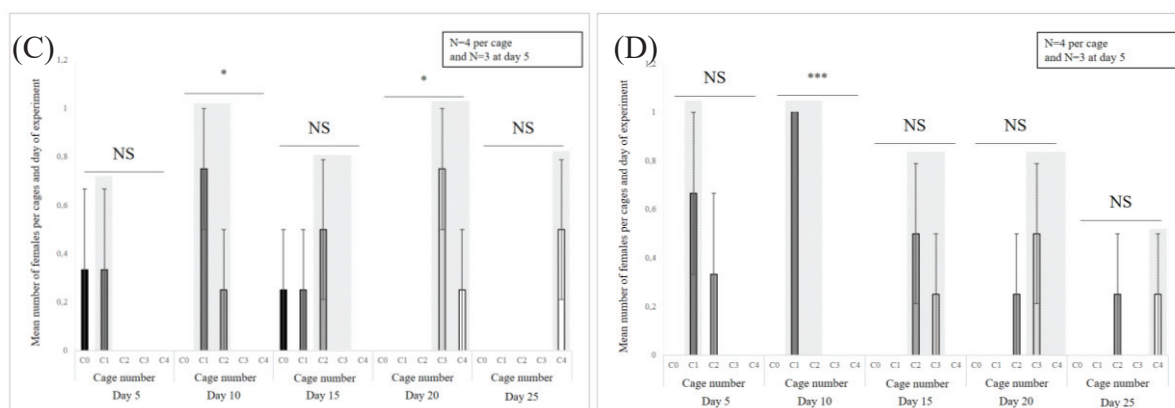 (C)
N=4 per cage
and N=3 at day 5
Mean number of females per cages and day of experiment
1,2
1
0,8
0,6
0,4
0,2
0
NS
*
NS
*
NS
C0 C1 C2 C3 C4 C0 C1 C2 C3 C4 C0 C1 C2 C3 C4 C0 C1 C2 C3 C4 C0 C1 C2 C3 C4
Cage number Cage number Cage number Cage number Cage number
Day 5 Day 10 Day 15 Day 20 Day 25
(D)
N=4 per cage
and N=3 at day 5
Mean number of females per cages and day of experiment
1,2
1
0,8
0,6
0,4
0,2
0
NS
***
NS
NS
NS
C0 C1 C2 C3 C4 C0 C1 C2 C3 C4 C0 C1 C2 C3 C4 C0 C1 C2 C3 C4 C0 C1 C2 C3 C4
Cage number Cage number Cage number Cage number Cage number
Day 5 Day 10 Day 15 Day 20 Day 25